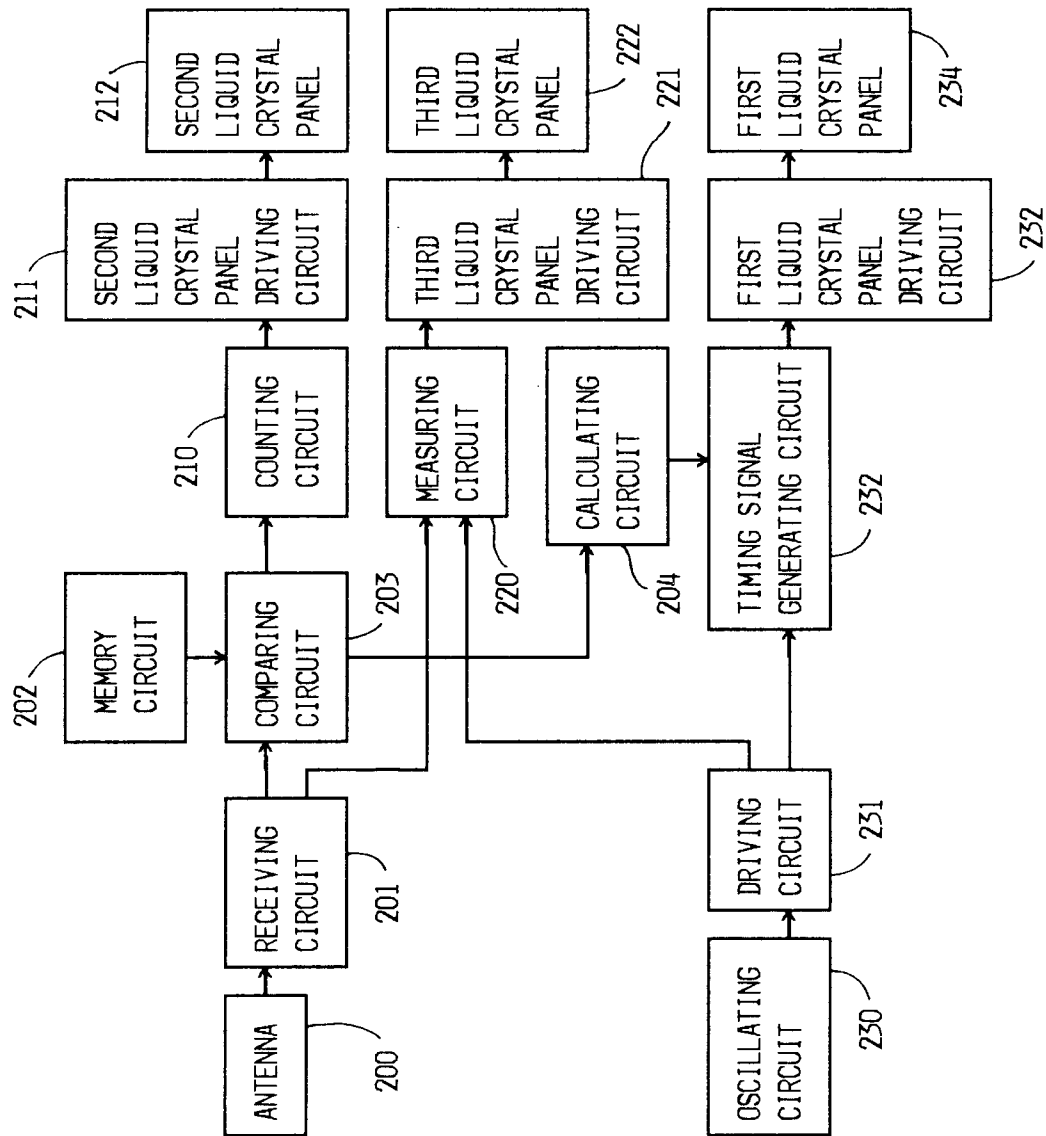 212
SECOND
LIQUID
CRYSTAL
PANEL
THIRD
LIQUID
CRYSTAL
PANEL
222
FIRST
LIQUID
CRYSTAL
PANEL
234
211
SECOND
LIQUID
CRYSTAL
PANEL
DRIVING
CIRCUIT
THIRD
LIQUID
CRYSTAL
PANEL
DRIVING
CIRCUIT
221
FIRST
LIQUID
CRYSTAL
PANEL
DRIVING
CIRCUIT
232
210
COUNTING
CIRCUIT
MEASURING
CIRCUIT
220
CALCULATING
CIRCUIT
204
TIMING SIGNAL
GENERATING CIRCUIT
232
202
MEMORY
CIRCUIT
COMPARING
CIRCUIT
203
RECEIVING
CIRCUIT
201
DRIVING
CIRCUIT
231
ANTENNA
200
OSCILLATING
CIRCUIT
230